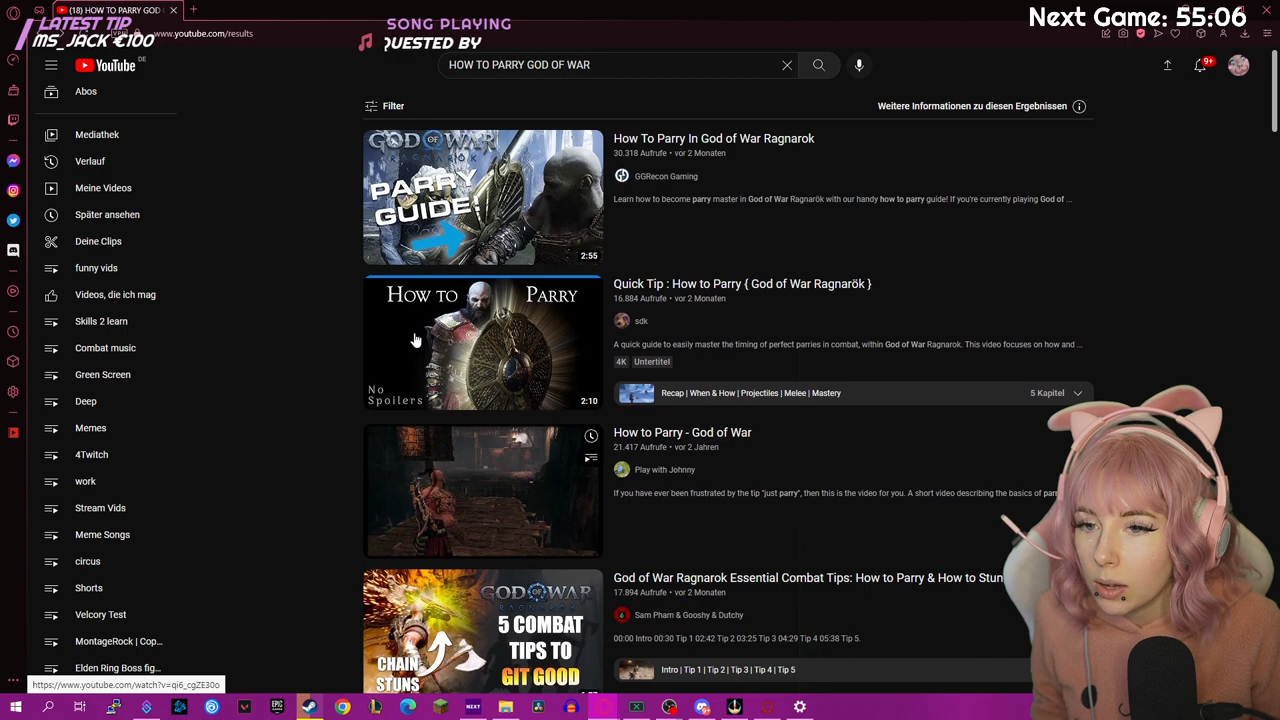 (18) HOW TO PARRY GOD
LATEST TIP
MS_JACK €100
SONG PLAYING
QUESTED BY
Next Game: 55:06
www.youtube.com/results
YouTube DE
HOW TO PARRY GOD OF WAR
9+
Abos
Mediathek
Verlauf
Meine Videos
Später ansehen
Deine Clips
funny vids
Videos, die ich mag
Skills 2 learn
Combat music
Green Screen
Deep
Memes
4Twitch
work
Stream Vids
Meme Songs
circus
Shorts
Velcory Test
MontageRock | Cop...
Elden Ring Boss fig...
https://www.youtube.com/watch?v=qi6_cgZE30o
Filter
Weitere Informationen zu diesen Ergebnissen
GOD OF WAR
RAGNARÖK
PARRY
GUIDE!
2:55
How To Parry In God of War Ragnarok
30.318 Aufrufe • vor 2 Monaten
GGRecon Gaming
Learn how to become parry master in God of War Ragnarök with our handy how to parry guide! If you're currently playing God of ...
How to Parry
No
Spoilers
2:10
Quick Tip : How to Parry { God of War Ragnarök }
16.884 Aufrufe • vor 2 Monaten
sdk
A quick guide to easily master the timing of perfect parries in combat, within God of War Ragnarok. This video focuses on how and ...
4K Untertitel
Recap | When & How | Projectiles | Melee | Mastery
5 Kapitel
How to Parry - God of War
21.417 Aufrufe • vor 2 Jahren
Play with Johnny
If you have ever been frustrated by the tip "just parry", then this is the video for you. A short video describing the basics of parr
GOD OF WAR
RAGNARÖK
5 COMBAT
TIPS TO
GIT GOOD
CHAIN
STUNS
God of War Ragnarok Essential Combat Tips: How to Parry & How to Stun
17.894 Aufrufe • vor 2 Monaten
Sam Pham & Gooshy & Dutchy
00:00 Intro 00:30 Tip 1 02:42 Tip 2 03:25 Tip 3 04:29 Tip 4 05:38 Tip 5.
Intro | Tip 1 | Tip 2 | Tip 3 | Tip 4 | Tip 5
EPIC
NEXT